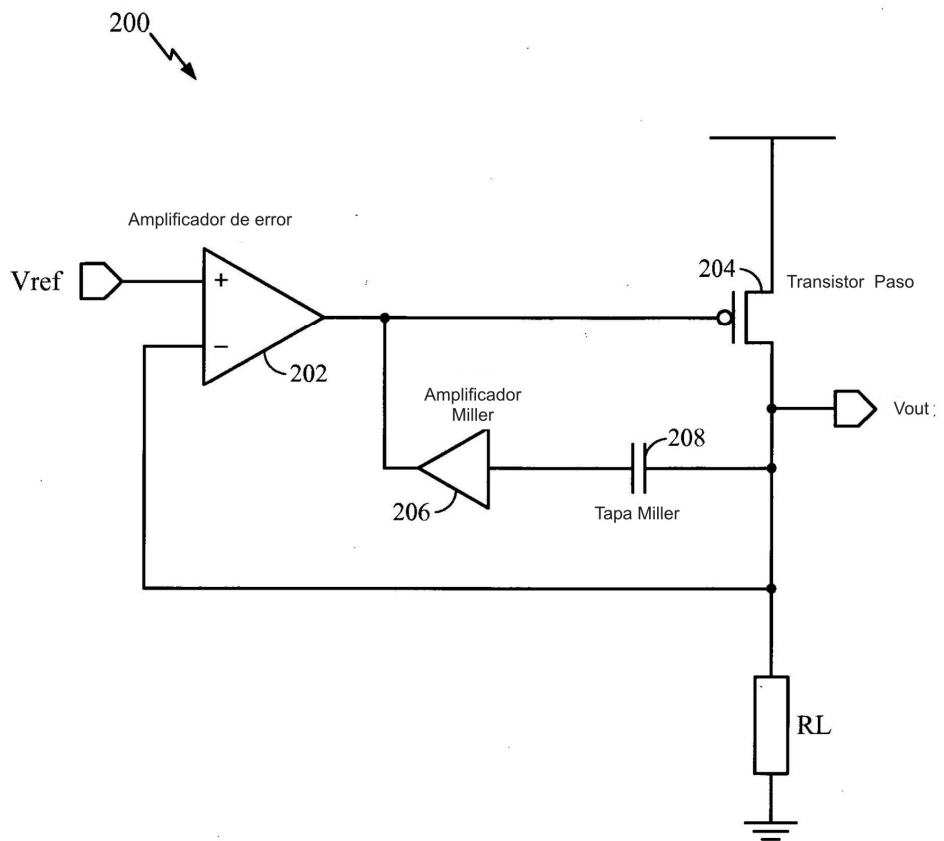 200
Amplificador de error
Vref
+
−
202
204
Transistor Paso
Amplificador
Miller
206
208
Tapa Miller
Vout
RL